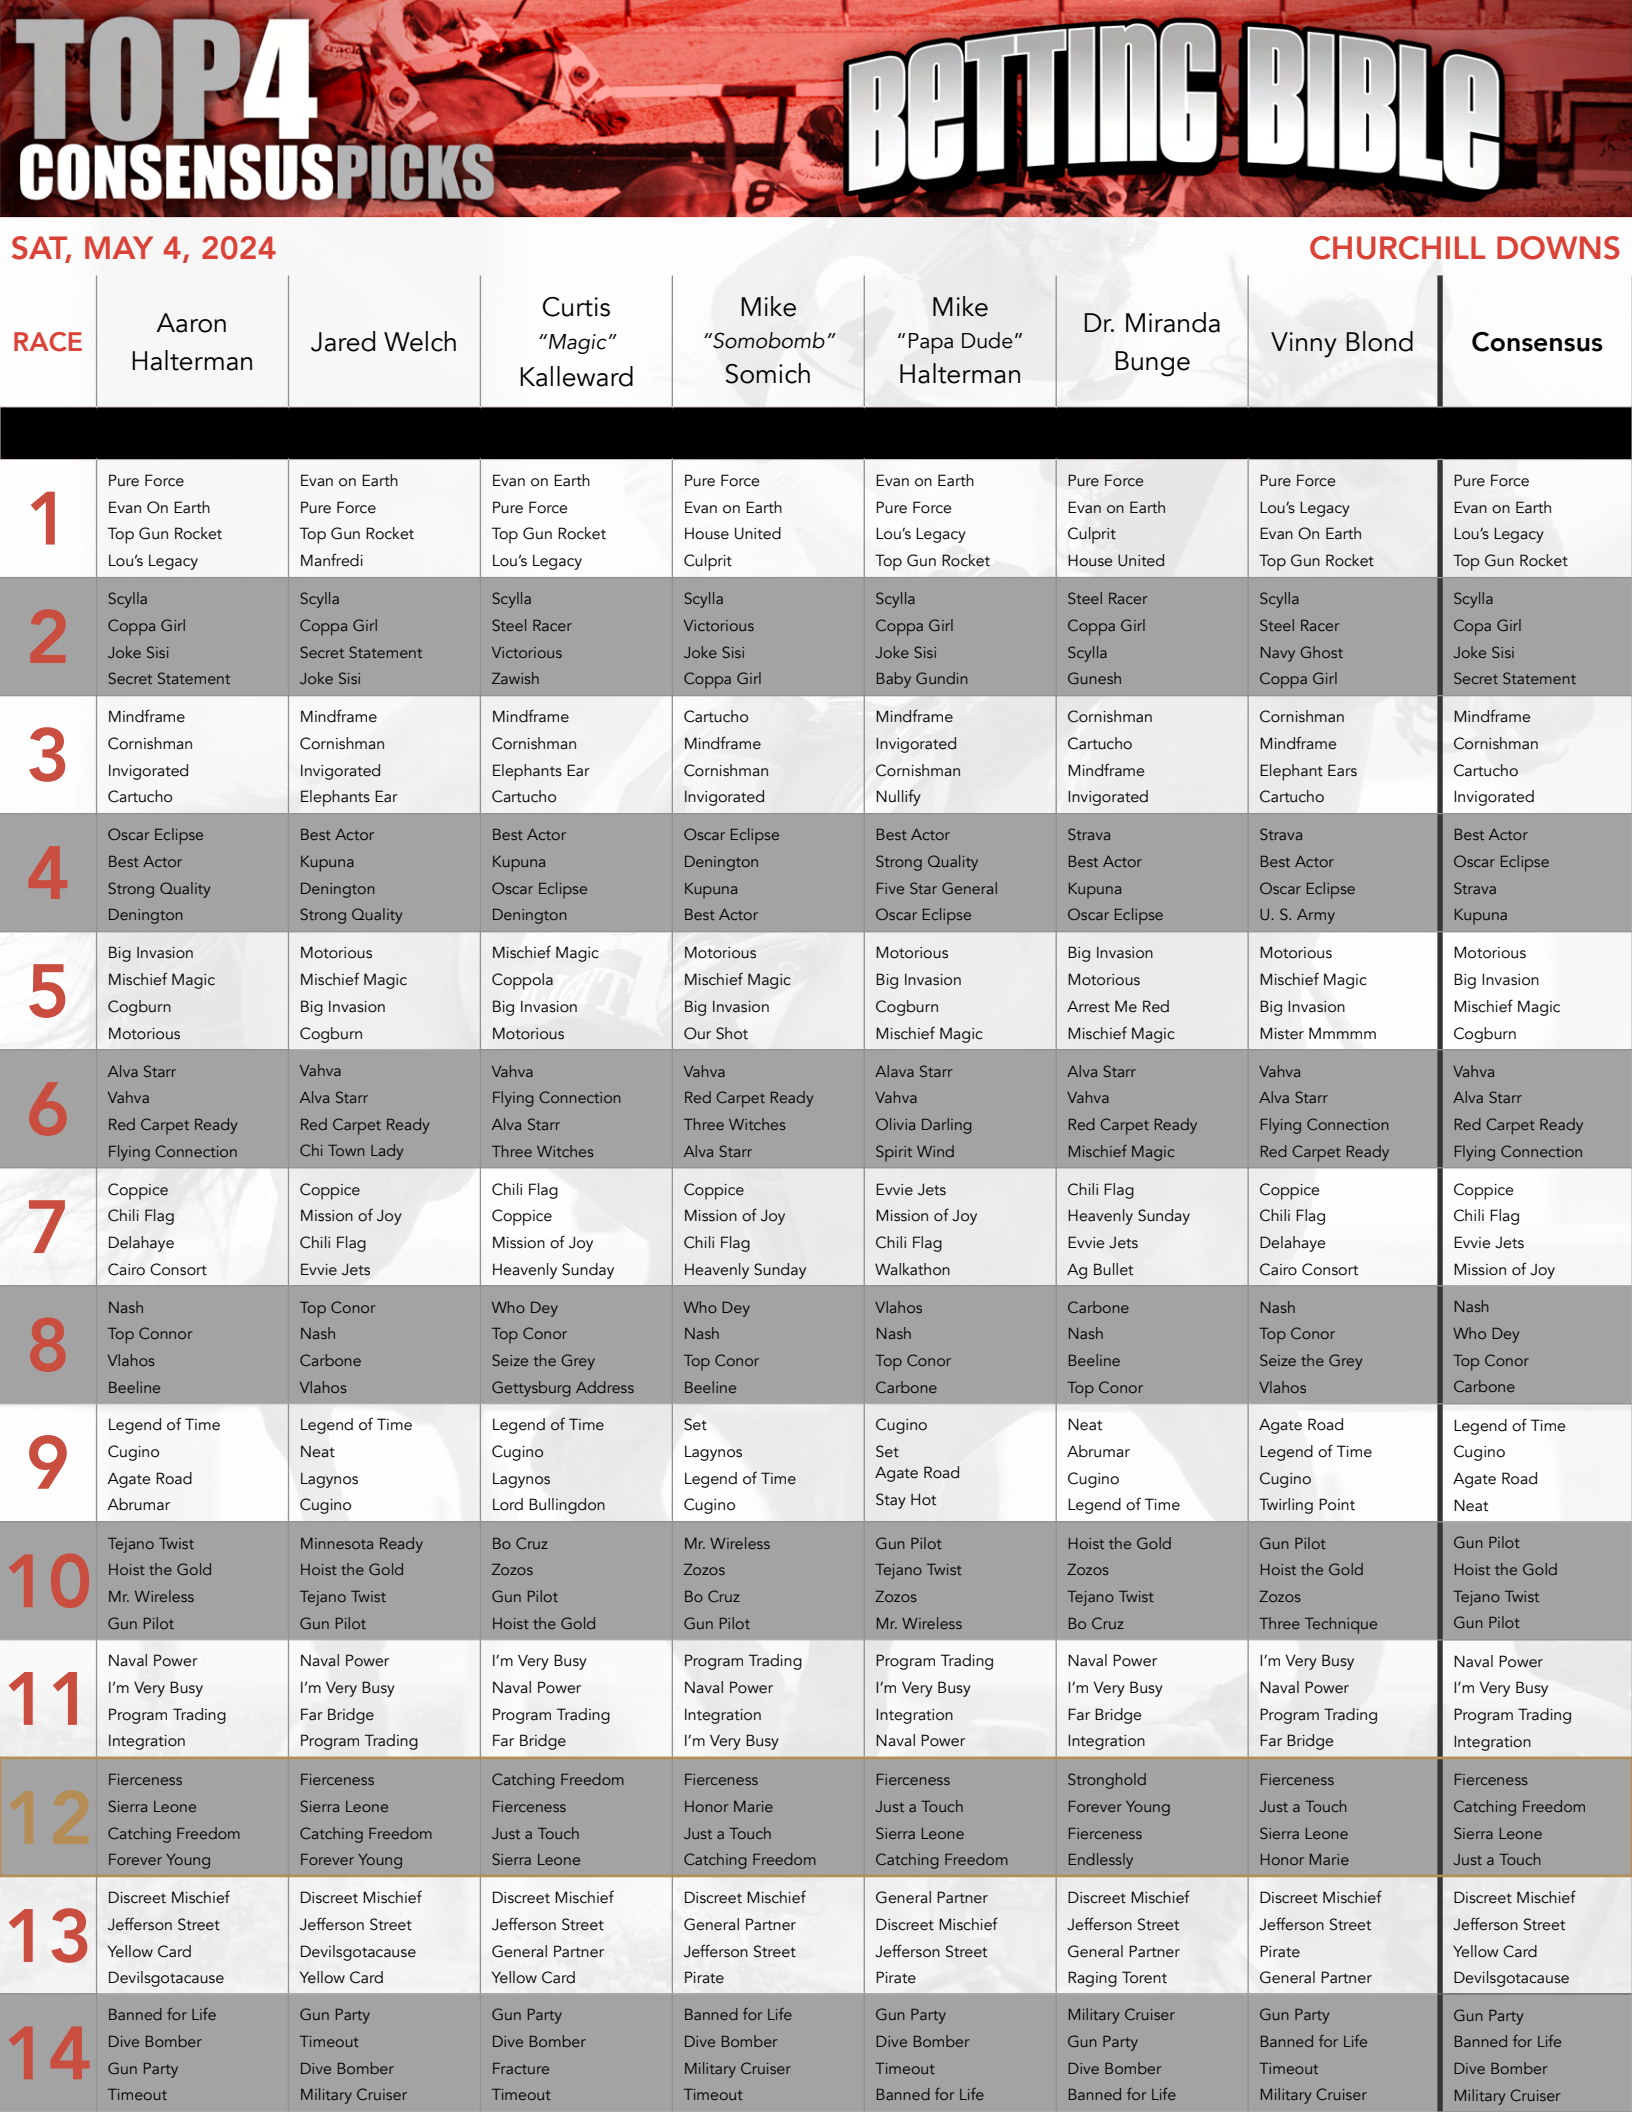 TOP4
CONSENSUSPICKS
BETTING BIBLE
8
SAT, MAY 4, 2024
CHURCHILL DOWNS
RACE
Aaron
Halterman
Jared Welch
Curtis
“Magic”
Kalleward
Mike
“Somobomb”
Somich
Mike
“Papa Dude”
Halterman
Dr. Miranda
Bunge
Vinny Blond
Consensus
1
Pure Force
Evan On Earth
Top Gun Rocket
Lou’s Legacy
Evan on Earth
Pure Force
Top Gun Rocket
Manfredi
Evan on Earth
Pure Force
Top Gun Rocket
Lou’s Legacy
Pure Force
Evan on Earth
House United
Culprit
Evan on Earth
Pure Force
Lou’s Legacy
Top Gun Rocket
Pure Force
Evan on Earth
Culprit
House United
Pure Force
Lou’s Legacy
Evan On Earth
Top Gun Rocket
Pure Force
Evan on Earth
Lou’s Legacy
Top Gun Rocket
2
Scylla
Coppa Girl
Joke Sisi
Secret Statement
Scylla
Coppa Girl
Secret Statement
Joke Sisi
Scylla
Steel Racer
Victorious
Zawish
Scylla
Victorious
Joke Sisi
Coppa Girl
Scylla
Coppa Girl
Joke Sisi
Baby Gundin
Steel Racer
Coppa Girl
Scylla
Gunesh
Scylla
Steel Racer
Navy Ghost
Coppa Girl
Scylla
Copa Girl
Joke Sisi
Secret Statement
3
Mindframe
Cornishman
Invigorated
Cartucho
Mindframe
Cornishman
Invigorated
Elephants Ear
Mindframe
Cornishman
Elephants Ear
Cartucho
Cartucho
Mindframe
Cornishman
Invigorated
Mindframe
Invigorated
Cornishman
Nullify
Cornishman
Cartucho
Mindframe
Invigorated
Cornishman
Mindframe
Elephant Ears
Cartucho
Mindframe
Cornishman
Cartucho
Invigorated
4
Oscar Eclipse
Best Actor
Strong Quality
Denington
Best Actor
Kupuna
Denington
Strong Quality
Best Actor
Kupuna
Oscar Eclipse
Denington
Oscar Eclipse
Denington
Kupuna
Best Actor
Best Actor
Strong Quality
Five Star General
Oscar Eclipse
Strava
Best Actor
Kupuna
Oscar Eclipse
Strava
Best Actor
Oscar Eclipse
U. S. Army
Best Actor
Oscar Eclipse
Strava
Kupuna
5
Big Invasion
Mischief Magic
Cogburn
Motorious
Motorious
Mischief Magic
Big Invasion
Cogburn
Mischief Magic
Coppola
Big Invasion
Motorious
Motorious
Mischief Magic
Big Invasion
Our Shot
Motorious
Big Invasion
Cogburn
Mischief Magic
Big Invasion
Motorious
Arrest Me Red
Mischief Magic
Motorious
Mischief Magic
Big Invasion
Mister Mmmmm
Motorious
Big Invasion
Mischief Magic
Cogburn
6
Alva Starr
Vahva
Red Carpet Ready
Flying Connection
Vahva
Alva Starr
Red Carpet Ready
Chi Town Lady
Vahva
Flying Connection
Alva Starr
Three Witches
Vahva
Red Carpet Ready
Three Witches
Alva Starr
Alava Starr
Vahva
Olivia Darling
Spirit Wind
Alva Starr
Vahva
Red Carpet Ready
Mischief Magic
Vahva
Alva Starr
Flying Connection
Red Carpet Ready
Vahva
Alva Starr
Red Carpet Ready
Flying Connection
7
Coppice
Chili Flag
Delahaye
Cairo Consort
Coppice
Mission of Joy
Chili Flag
Evvie Jets
Chili Flag
Coppice
Mission of Joy
Heavenly Sunday
Coppice
Mission of Joy
Chili Flag
Heavenly Sunday
Evvie Jets
Mission of Joy
Chili Flag
Walkathon
Chili Flag
Heavenly Sunday
Evvie Jets
Ag Bullet
Coppice
Chili Flag
Delahaye
Cairo Consort
Coppice
Chili Flag
Evvie Jets
Mission of Joy
8
Nash
Top Connor
Vlahos
Beeline
Top Conor
Nash
Carbone
Vlahos
Who Dey
Top Conor
Seize the Grey
Gettysburg Address
Who Dey
Nash
Top Conor
Beeline
Vlahos
Nash
Top Conor
Carbone
Carbone
Nash
Beeline
Top Conor
Nash
Top Conor
Seize the Grey
Vlahos
Nash
Who Dey
Top Conor
Carbone
9
Legend of Time
Cugino
Agate Road
Abrumar
Legend of Time
Neat
Lagynos
Cugino
Legend of Time
Cugino
Lagynos
Lord Bullingdon
Set
Lagynos
Legend of Time
Cugino
Cugino
Set
Agate Road
Stay Hot
Neat
Abrumar
Cugino
Legend of Time
Agate Road
Legend of Time
Cugino
Twirling Point
Legend of Time
Cugino
Agate Road
Neat
10
Tejano Twist
Hoist the Gold
Mr. Wireless
Gun Pilot
Minnesota Ready
Hoist the Gold
Tejano Twist
Gun Pilot
Bo Cruz
Zozos
Gun Pilot
Hoist the Gold
Mr. Wireless
Zozos
Bo Cruz
Gun Pilot
Gun Pilot
Tejano Twist
Zozos
Mr. Wireless
Hoist the Gold
Zozos
Tejano Twist
Bo Cruz
Gun Pilot
Hoist the Gold
Zozos
Three Technique
Gun Pilot
Hoist the Gold
Tejano Twist
Gun Pilot
11
Naval Power
I’m Very Busy
Program Trading
Integration
Naval Power
I’m Very Busy
Far Bridge
Program Trading
I’m Very Busy
Naval Power
Program Trading
Far Bridge
Program Trading
Naval Power
Integration
I’m Very Busy
Program Trading
I’m Very Busy
Integration
Naval Power
Naval Power
I’m Very Busy
Far Bridge
Integration
I’m Very Busy
Naval Power
Program Trading
Far Bridge
Naval Power
I’m Very Busy
Program Trading
Integration
12
Fierceness
Sierra Leone
Catching Freedom
Forever Young
Fierceness
Sierra Leone
Catching Freedom
Forever Young
Catching Freedom
Fierceness
Just a Touch
Sierra Leone
Fierceness
Honor Marie
Just a Touch
Catching Freedom
Fierceness
Just a Touch
Sierra Leone
Catching Freedom
Stronghold
Forever Young
Fierceness
Endlessly
Fierceness
Just a Touch
Sierra Leone
Honor Marie
Fierceness
Catching Freedom
Sierra Leone
Just a Touch
13
Discreet Mischief
Jefferson Street
Yellow Card
Devilsgotacause
Discreet Mischief
Jefferson Street
Devilsgotacause
Yellow Card
Discreet Mischief
Jefferson Street
General Partner
Yellow Card
Discreet Mischief
General Partner
Jefferson Street
Pirate
General Partner
Discreet Mischief
Jefferson Street
Pirate
Discreet Mischief
Jefferson Street
General Partner
Raging Torent
Discreet Mischief
Jefferson Street
Pirate
General Partner
Discreet Mischief
Jefferson Street
Yellow Card
Devilsgotacause
14
Banned for Life
Dive Bomber
Gun Party
Timeout
Gun Party
Timeout
Dive Bomber
Military Cruiser
Gun Party
Dive Bomber
Fracture
Timeout
Banned for Life
Dive Bomber
Military Cruiser
Timeout
Gun Party
Dive Bomber
Timeout
Banned for Life
Military Cruiser
Gun Party
Dive Bomber
Banned for Life
Gun Party
Banned for Life
Timeout
Military Cruiser
Gun Party
Banned for Life
Dive Bomber
Military Cruiser